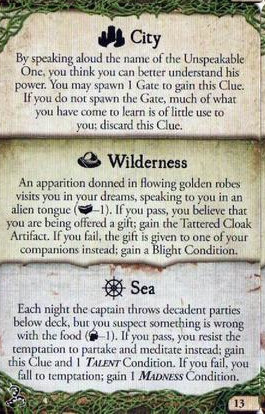 City
By speaking aloud the name of the Unspeakable
One, you think you can better understand his
power. You may spawn 1 Gate to gain this Clue.
If you do not spawn the Gate, much of what
you have come to learn is of little use to
you; discard this Clue.
Wilderness
An apparition donned in flowing golden robes
visits you in your dreams, speaking to you in an
alien tongue (–1). If you pass, you believe that
you are being offered a gift; gain the Tattered Cloak
Artifact. If you fail, the gift is given to one of your
companions instead; gain a Blight Condition.
Sea
Each night the captain throws decadent parties
below deck, but you suspect something is wrong
with the food (–1). If you pass, you resist the
temptation to partake and meditate instead; gain
this Clue and 1 TALENT Condition. If you fail, you
fall to temptation; gain 1 MADNESS Condition.
13